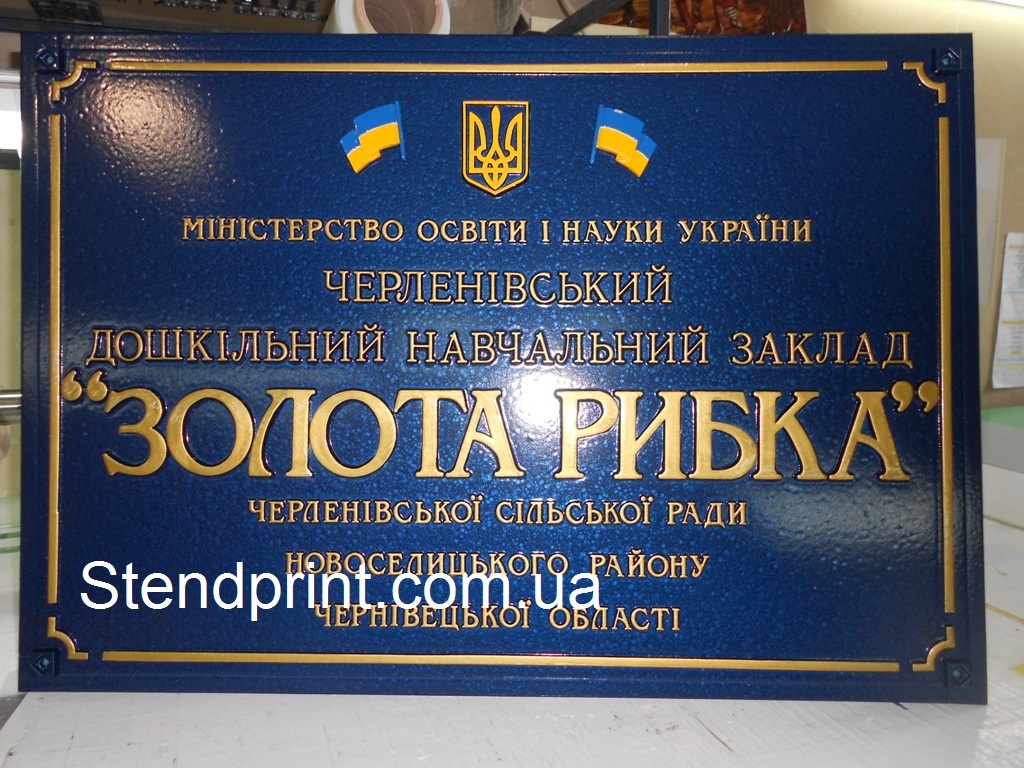 МІНІСТЕРСТВО ОСВІТИ І НАУКИ УКРАЇНИ
ЧЕРЛЕНІВСЬКИЙ
ДОШКІЛЬНИЙ НАВЧАЛЬНИЙ ЗАКЛАД
“ЗОЛОТА РИБКА”
ЧЕРЛЕНІВСЬКОЇ СІЛЬСЬКОЇ РАДИ
НОВОСЕЛИЦЬКОГО РАЙОНУ
Stendprint.com.ua
ЧЕРНІВЕЦЬКОЇ ОБЛАСТІ